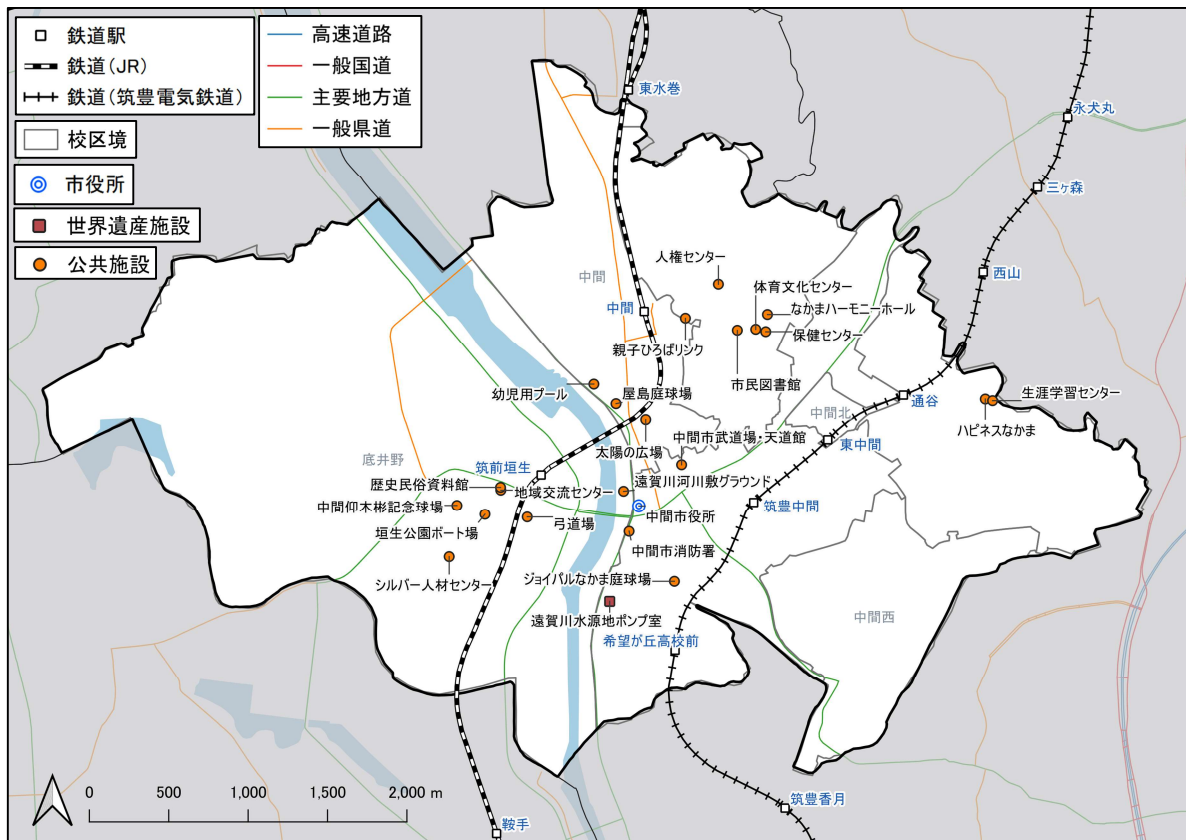 鉄道駅
鉄道(JR)
鉄道(筑豊電気鉄道)
校区境
市役所
世界遺産施設
公共施設
高速道路
一般国道
主要地方道
一般県道
東水巻
永犬丸
三ヶ森
西山
中間
人権センター
体育文化センター
なかまハーモニーホール
中間
保健センター
親子ひろばリンク
市民図書館
幼児用プール
屋島庭球場
通谷
生涯学習センター
中間北
ハピネスなかま
東中間
太陽の広場
中間市武道場・天道館
底井野
筑前垣生
歴史民俗資料館
地域交流センター
遠賀川河川敷グラウンド
中間仰木彬記念球場
筑豊中間
中間市役所
垣生公園ボート場
弓道場
中間市消防署
シルバー人材センター
ジョイパルなかま庭球場
遠賀川水源地ポンプ室
中間西
希望が丘高校前
筑豊香月
鞍手
0 500 1,000 1,500 2,000 m